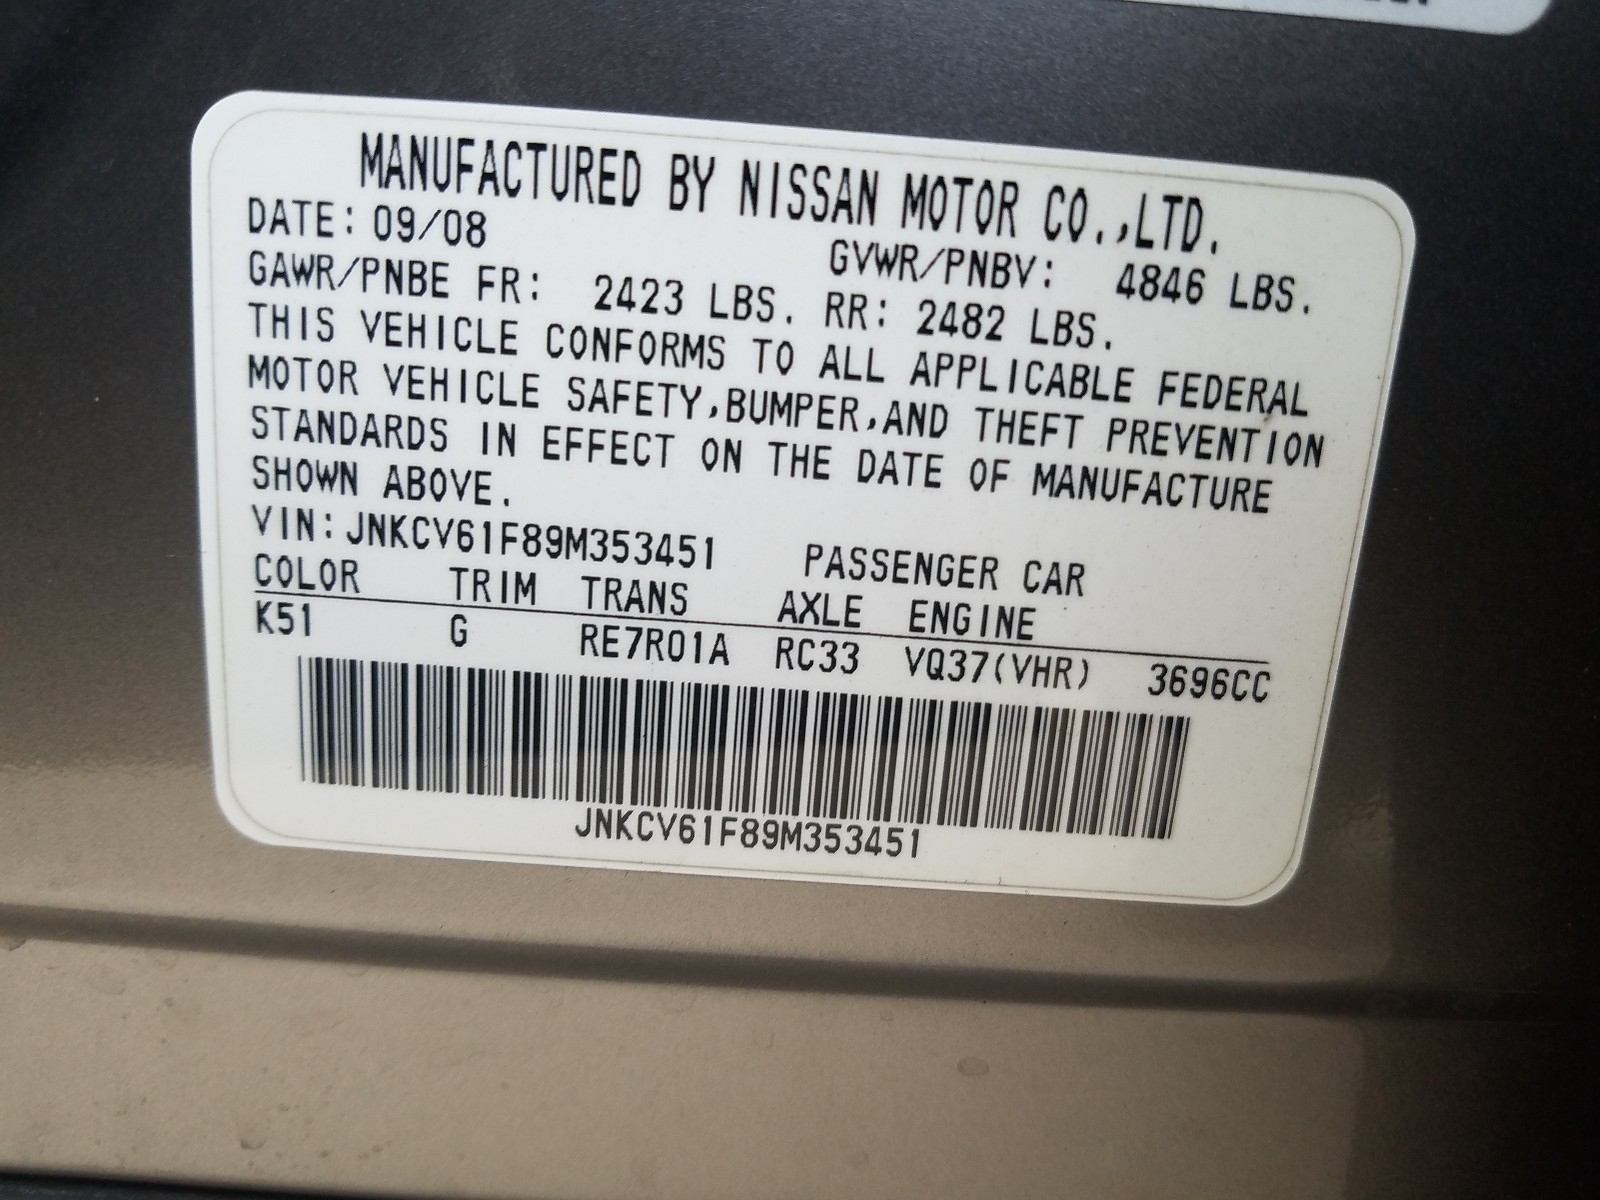 MANUFACTURED BY NISSAN MOTOR CO.,LTD.
DATE: 09/08 GVWR/PNBV: 4846 LBS.
GAWR/PNBE FR: 2423 LBS. RR: 2482 LBS.
THIS VEHICLE CONFORMS TO ALL APPLICABLE FEDERAL
MOTOR VEHICLE SAFETY,BUMPER,AND THEFT PREVENTION
STANDARDS IN EFFECT ON THE DATE OF MANUFACTURE
SHOWN ABOVE.
VIN:JNKCV61F89M353451 PASSENGER CAR
COLOR TRIM TRANS AXLE ENGINE
K51 G RE7R01A RC33 VQ37(VHR) 3696CC
JNKCV61F89M353451